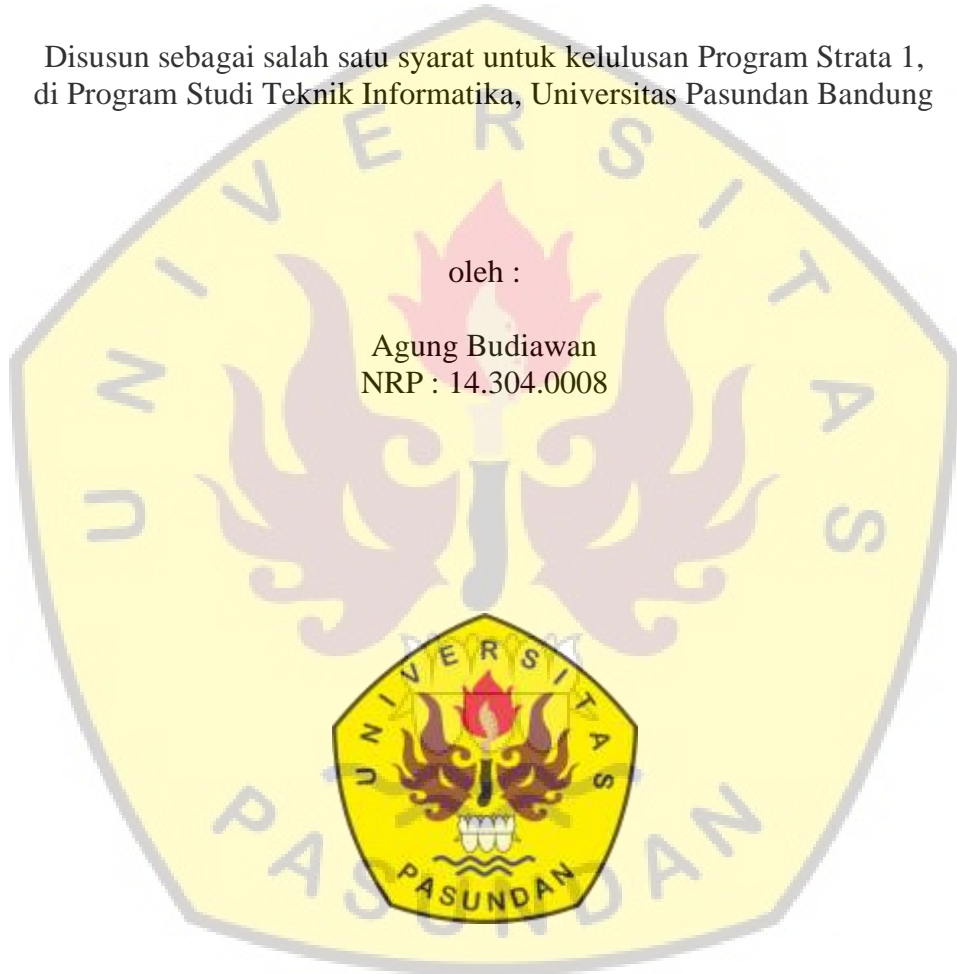 Disusun sebagai salah satu syarat untuk kelulusan Program Strata 1,
di Program Studi Teknik Informatika, Universitas Pasundan Bandung
oleh :
Agung Budiawan
NRP : 14.304.0008
UNIVERSITAS
PASUNDAN
UNIVERSITAS
PASUNDAN